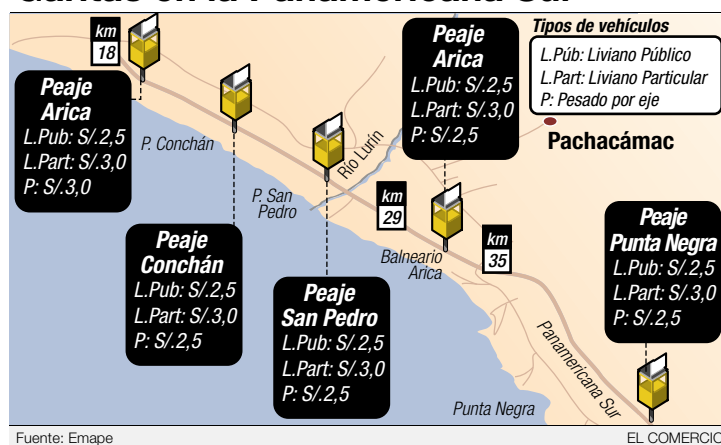 km
18
Peaje
Arica
L.Pub: S/.2,5
L.Part: S/.3,0
P: S/.3,0
P. Conchán
Peaje
Conchán
L.Pub: S/.2,5
L.Part: S/.3,0
P: S/.2,5
P. San
Pedro
Río Lurín
Peaje
San Pedro
L.Pub: S/.2,5
L.Part: S/.3,0
P: S/.2,5
km
29
Peaje
Arica
L.Pub: S/.2,5
L.Part: S/.3,0
P: S/.2,5
Balneario
Arica
km
35
Tipos de vehículos
L.Púb: Liviano Público
L.Part: Liviano Particular
P: Pesado por eje
Pachacámac
Peaje
Punta Negra
L.Pub: S/.2,5
L.Part: S/.3,0
P: S/.2,5
Panamericana Sur
Punta Negra
Fuente: Emape
EL COMERCIO